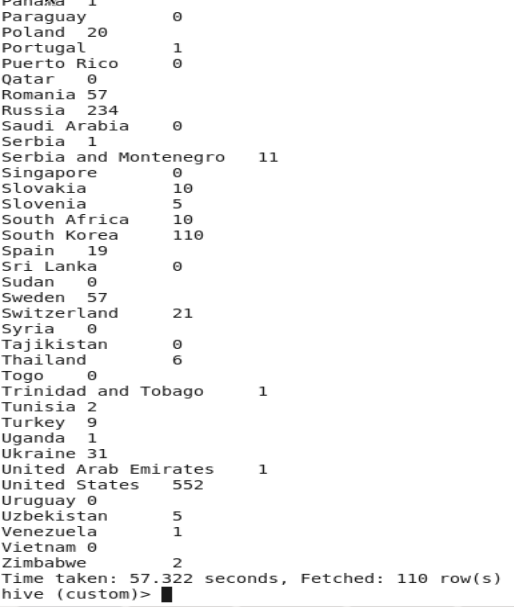 Panama 1
Paraguay 0
Poland 20
Portugal 1
Puerto Rico 0
Qatar 0
Romania 57
Russia 234
Saudi Arabia 0
Serbia 1
Serbia and Montenegro 11
Singapore 0
Slovakia 10
Slovenia 5
South Africa 10
South Korea 110
Spain 19
Sri Lanka 0
Sudan 0
Sweden 57
Switzerland 21
Syria 0
Tajikistan 0
Thailand 6
Togo 0
Trinidad and Tobago 1
Tunisia 2
Turkey 9
Uganda 1
Ukraine 31
United Arab Emirates 1
United States 552
Uruguay 0
Uzbekistan 5
Venezuela 1
Vietnam 0
Zimbabwe 2
Time taken: 57.322 seconds, Fetched: 110 row(s)
hive (custom)>